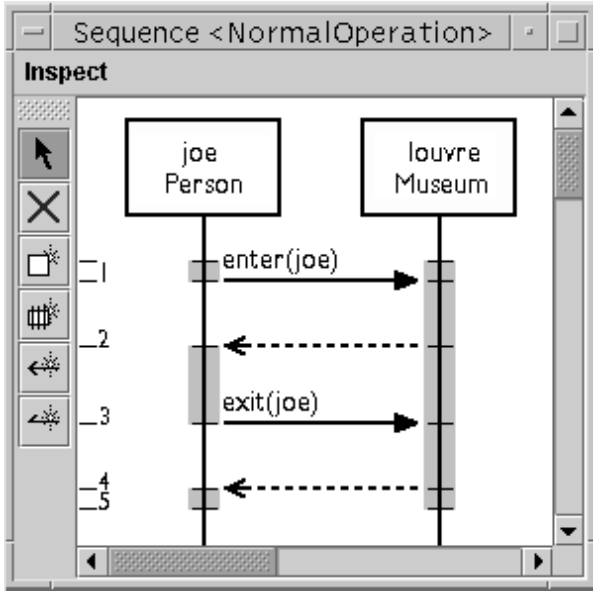 Sequence <NormalOperation>
Inspect
joe
Person
louvre
Museum
1
enter(joe)
2
exit(joe)
3
4
5